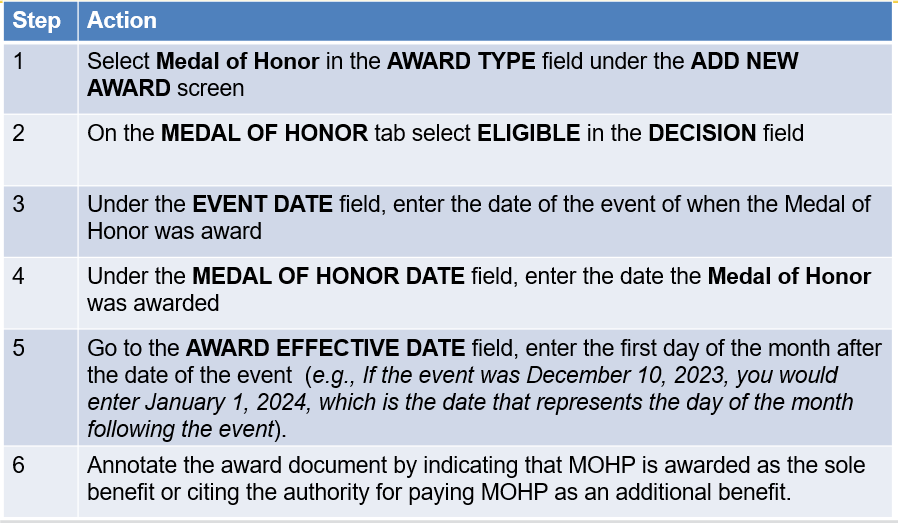 Step Action
1 Select Medal of Honor in the AWARD TYPE field under the ADD NEW
AWARD screen
2 On the MEDAL OF HONOR tab select ELIGIBLE in the DECISION field
3 Under the EVENT DATE field, enter the date of the event of when the Medal of
Honor was award
4 Under the MEDAL OF HONOR DATE field, enter the date the Medal of Honor
was awarded
5 Go to the AWARD EFFECTIVE DATE field, enter the first day of the month after
the date of the event (e.g., If the event was December 10, 2023, you would
enter January 1, 2024, which is the date that represents the day of the month
following the event).
6 Annotate the award document by indicating that MOHP is awarded as the sole
benefit or citing the authority for paying MOHP as an additional benefit.